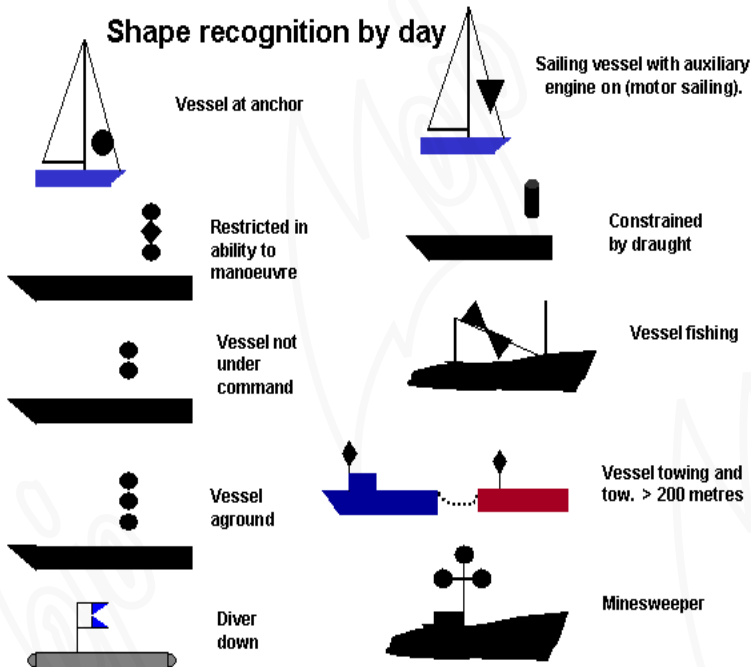 Shape recognition by day
Vessel at anchor
Sailing vessel with auxiliary
engine on (motor sailing).
Restricted in
ability to
manoeuvre
Constrained
by draught
Vessel not
under
command
Vessel fishing
Vessel
aground
Vessel towing and
tow. > 200 metres
Diver
down
Minesweeper